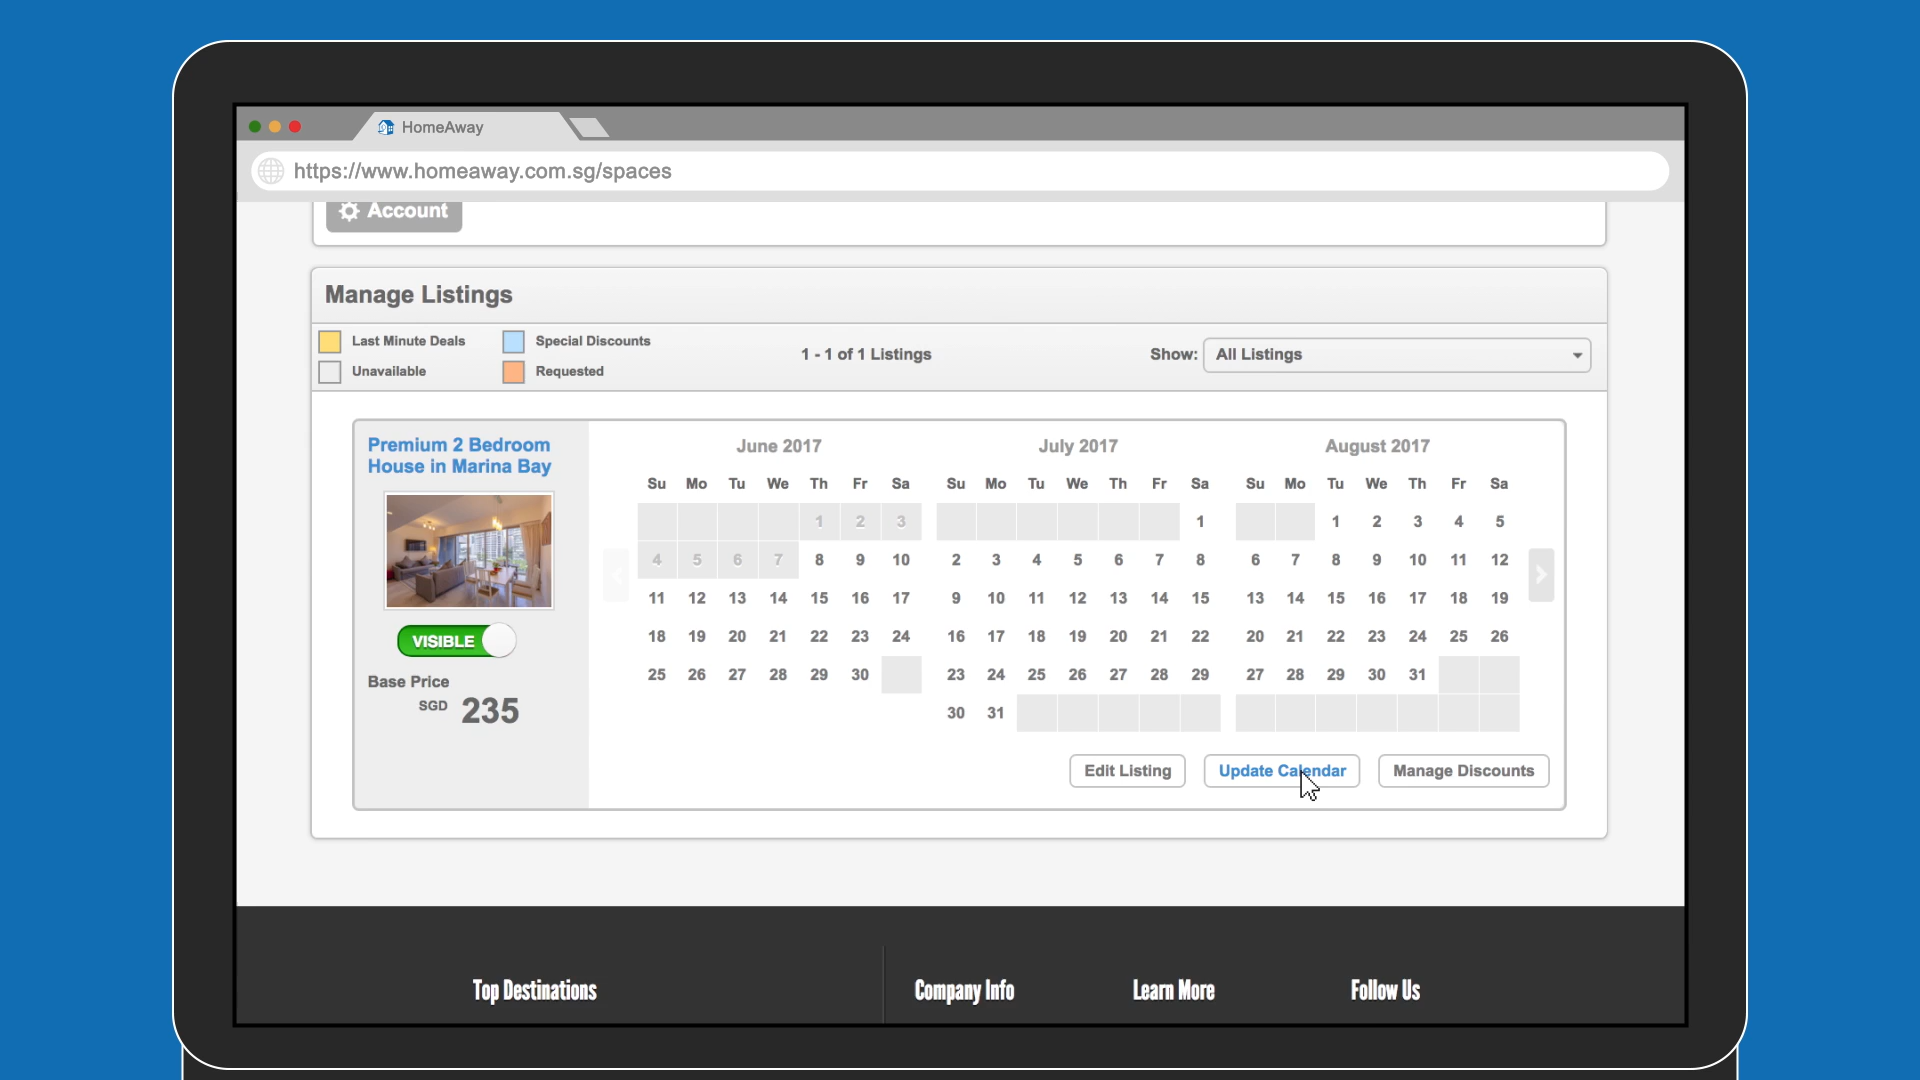 HomeAway
https://www.homeaway.com.sg/spaces
Account
Manage Listings
Last Minute Deals
Special Discounts
Unavailable
Requested
1 - 1 of 1 Listings
Show: All Listings
Premium 2 Bedroom
House in Marina Bay
VISIBLE
Base Price
SGD 235
June 2017
Su Mo Tu We Th Fr Sa
1 2 3
4 5 6 7 8 9 10
11 12 13 14 15 16 17
18 19 20 21 22 23 24
25 26 27 28 29 30
July 2017
Su Mo Tu We Th Fr Sa
1
2 3 4 5 6 7 8
9 10 11 12 13 14 15
16 17 18 19 20 21 22
23 24 25 26 27 28 29
30 31
August 2017
Su Mo Tu We Th Fr Sa
1 2 3 4 5
6 7 8 9 10 11 12
13 14 15 16 17 18 19
20 21 22 23 24 25 26
27 28 29 30 31
Edit Listing
Update Calendar
Manage Discounts
Top Destinations
Company Info
Learn More
Follow Us